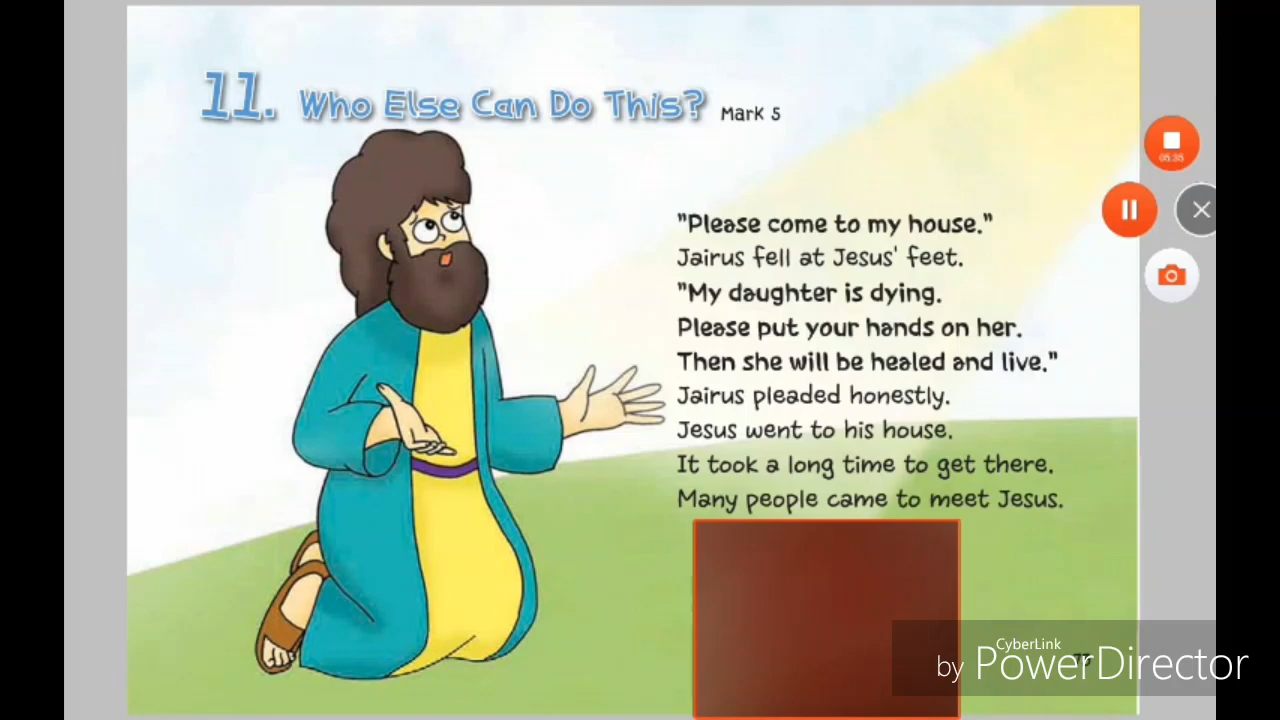 11. Who Else Can Do This? Mark 5
"Please come to my house."
Jairus fell at Jesus' feet.
"My daughter is dying.
Please put your hands on her.
Then she will be healed and live."
Jairus pleaded honestly.
Jesus went to his house.
It took a long time to get there.
Many people came to meet Jesus.
CyberLink
by PowerDirector